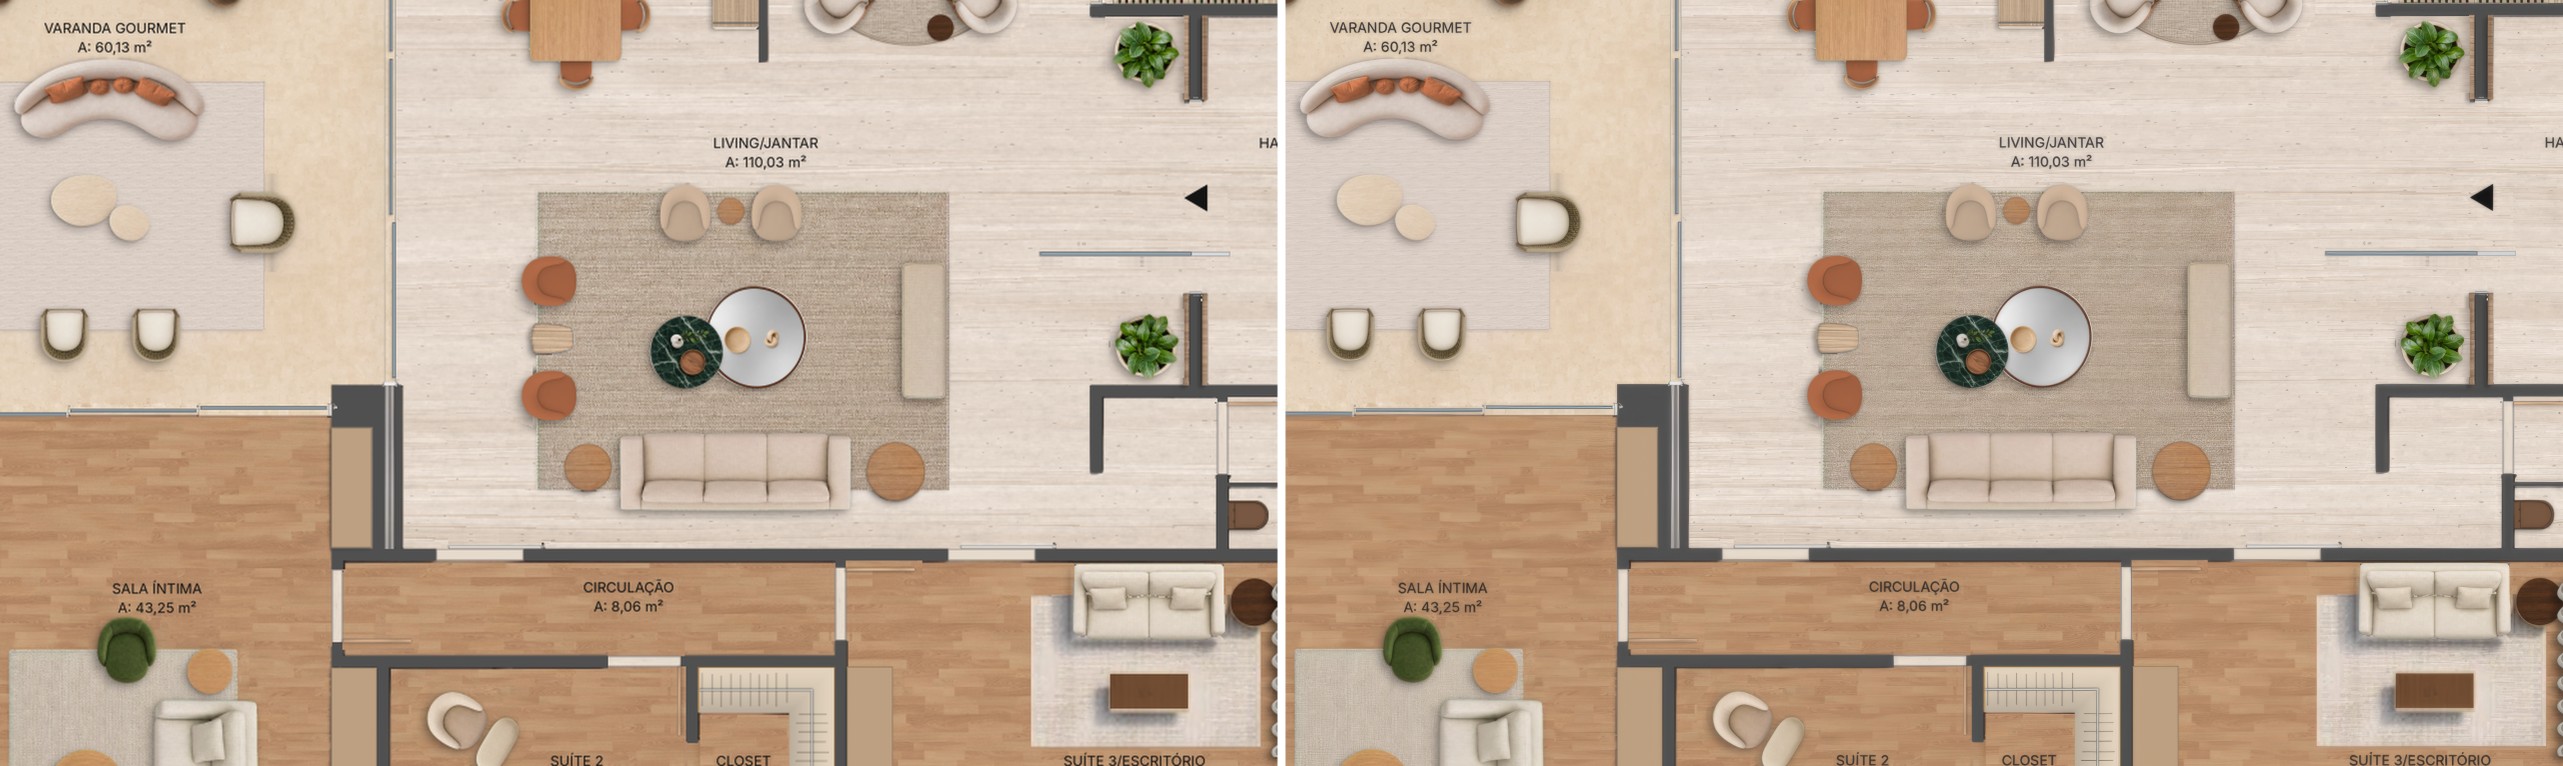 VARANDA GOURMET
A: 60,13 m²
LIVING/JANTAR
A: 110,03 m²
HA
SALA ÍNTIMA
A: 43,25 m²
CIRCULAÇÃO
A: 8,06 m²
SUÍTE 2
CLOSET
SUÍTE 3/ESCRITÓRIO
VARANDA GOURMET
A: 60,13 m²
LIVING/JANTAR
A: 110,03 m²
HA
SALA ÍNTIMA
A: 43,25 m²
CIRCULAÇÃO
A: 8,06 m²
SUÍTE 2
CLOSET
SUÍTE 3/ESCRITÓRIO